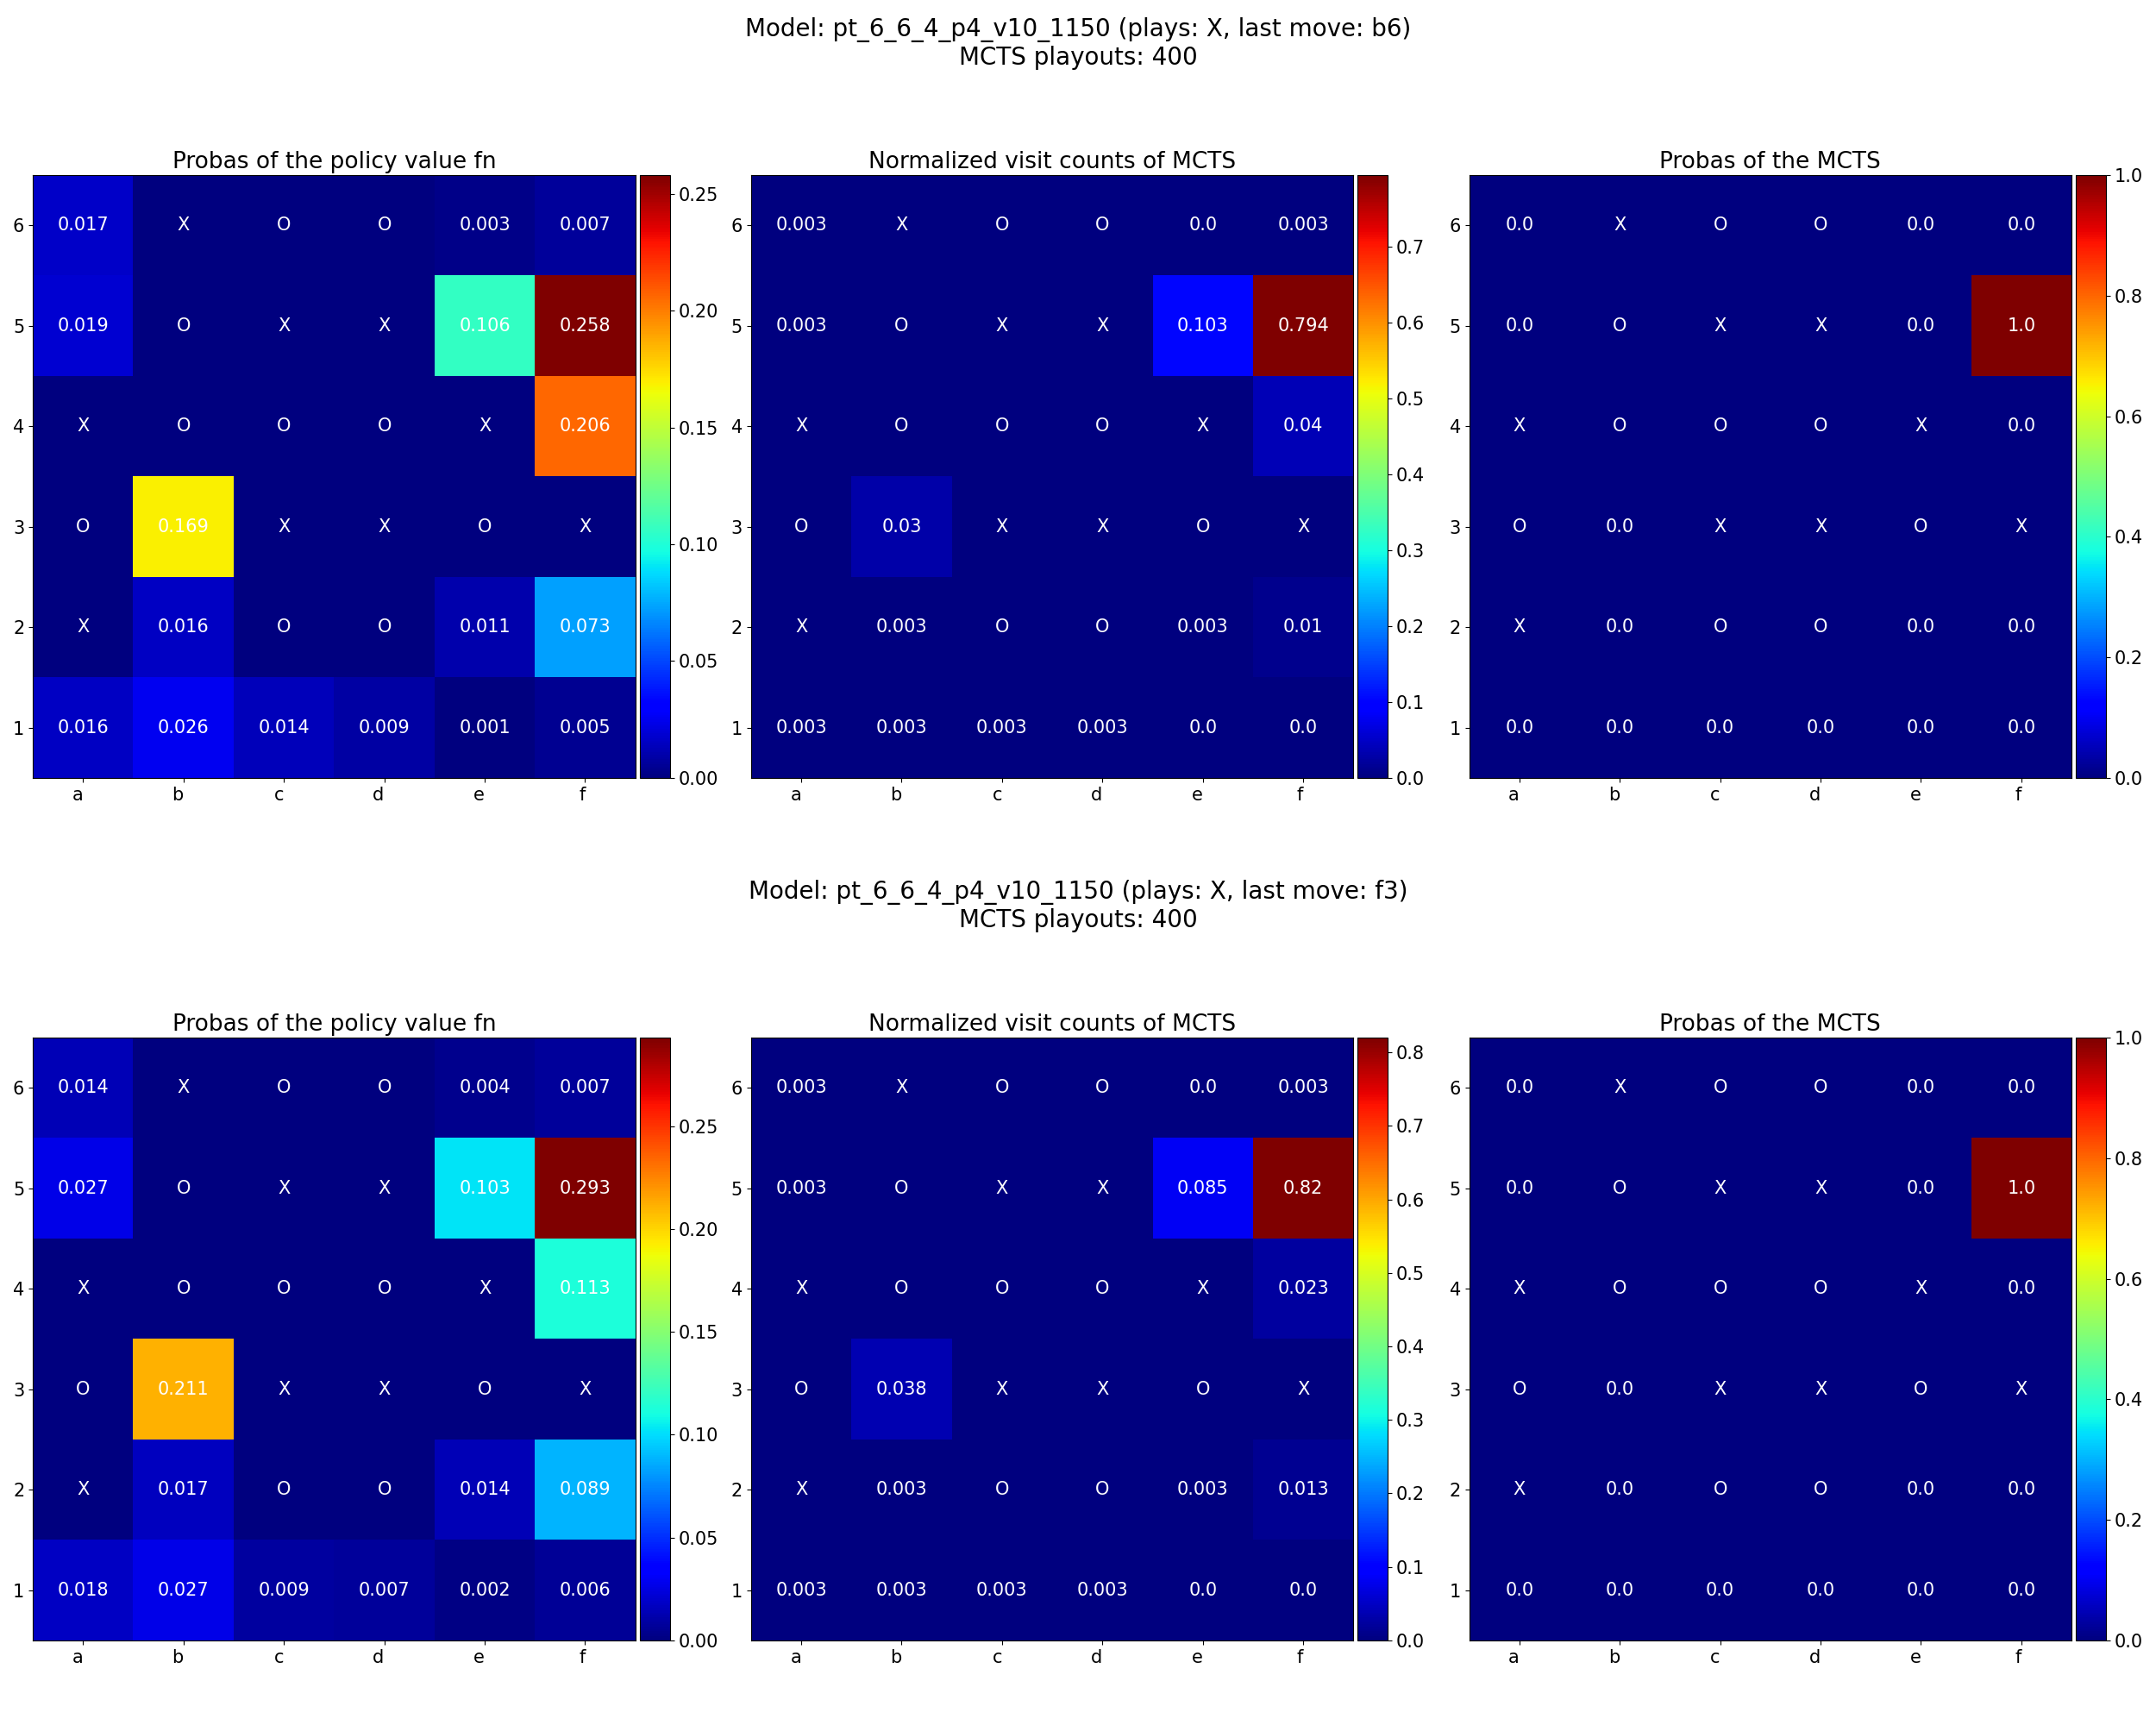 Model: pt_6_6_4_p4_v10_1150 (plays: X, last move: b6)
MCTS playouts: 400
Probas of the policy value fn
6 0.017 X O O 0.003 0.007
5 0.019 O X X 0.106 0.258
4 X O O O X 0.206
3 O 0.169 X X O X
2 X 0.016 O O 0.011 0.073
1 0.016 0.026 0.014 0.009 0.001 0.005
a b c d e f
0.25
0.20
0.15
0.10
0.05
0.00
Normalized visit counts of MCTS
6 0.003 X O O 0.0 0.003
5 0.003 O X X 0.103 0.794
4 X O O O X 0.04
3 O 0.03 X X O X
2 X 0.003 O O 0.003 0.01
1 0.003 0.003 0.003 0.003 0.0 0.0
a b c d e f
0.7
0.6
0.5
0.4
0.3
0.2
0.1
0.0
Probas of the MCTS
6 0.0 X O O 0.0 0.0
5 0.0 O X X 0.0 1.0
4 X O O O X 0.0
3 O 0.0 X X O X
2 X 0.0 O O 0.0 0.0
1 0.0 0.0 0.0 0.0 0.0 0.0
a b c d e f
1.0
0.8
0.6
0.4
0.2
0.0
Model: pt_6_6_4_p4_v10_1150 (plays: X, last move: f3)
MCTS playouts: 400
Probas of the policy value fn
6 0.014 X O O 0.004 0.007
5 0.027 O X X 0.103 0.293
4 X O O O X 0.113
3 O 0.211 X X O X
2 X 0.017 O O 0.014 0.089
1 0.018 0.027 0.009 0.007 0.002 0.006
a b c d e f
0.25
0.20
0.15
0.10
0.05
0.00
Normalized visit counts of MCTS
6 0.003 X O O 0.0 0.003
5 0.003 O X X 0.085 0.82
4 X O O O X 0.023
3 O 0.038 X X O X
2 X 0.003 O O 0.003 0.013
1 0.003 0.003 0.003 0.003 0.0 0.0
a b c d e f
0.8
0.7
0.6
0.5
0.4
0.3
0.2
0.1
0.0
Probas of the MCTS
6 0.0 X O O 0.0 0.0
5 0.0 O X X 0.0 1.0
4 X O O O X 0.0
3 O 0.0 X X O X
2 X 0.0 O O 0.0 0.0
1 0.0 0.0 0.0 0.0 0.0 0.0
a b c d e f
1.0
0.8
0.6
0.4
0.2
0.0